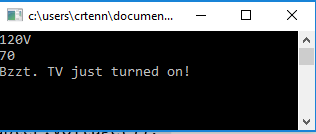 c:\users\crtenn\documen...
120V
70
Bzzt. TV just turned on!